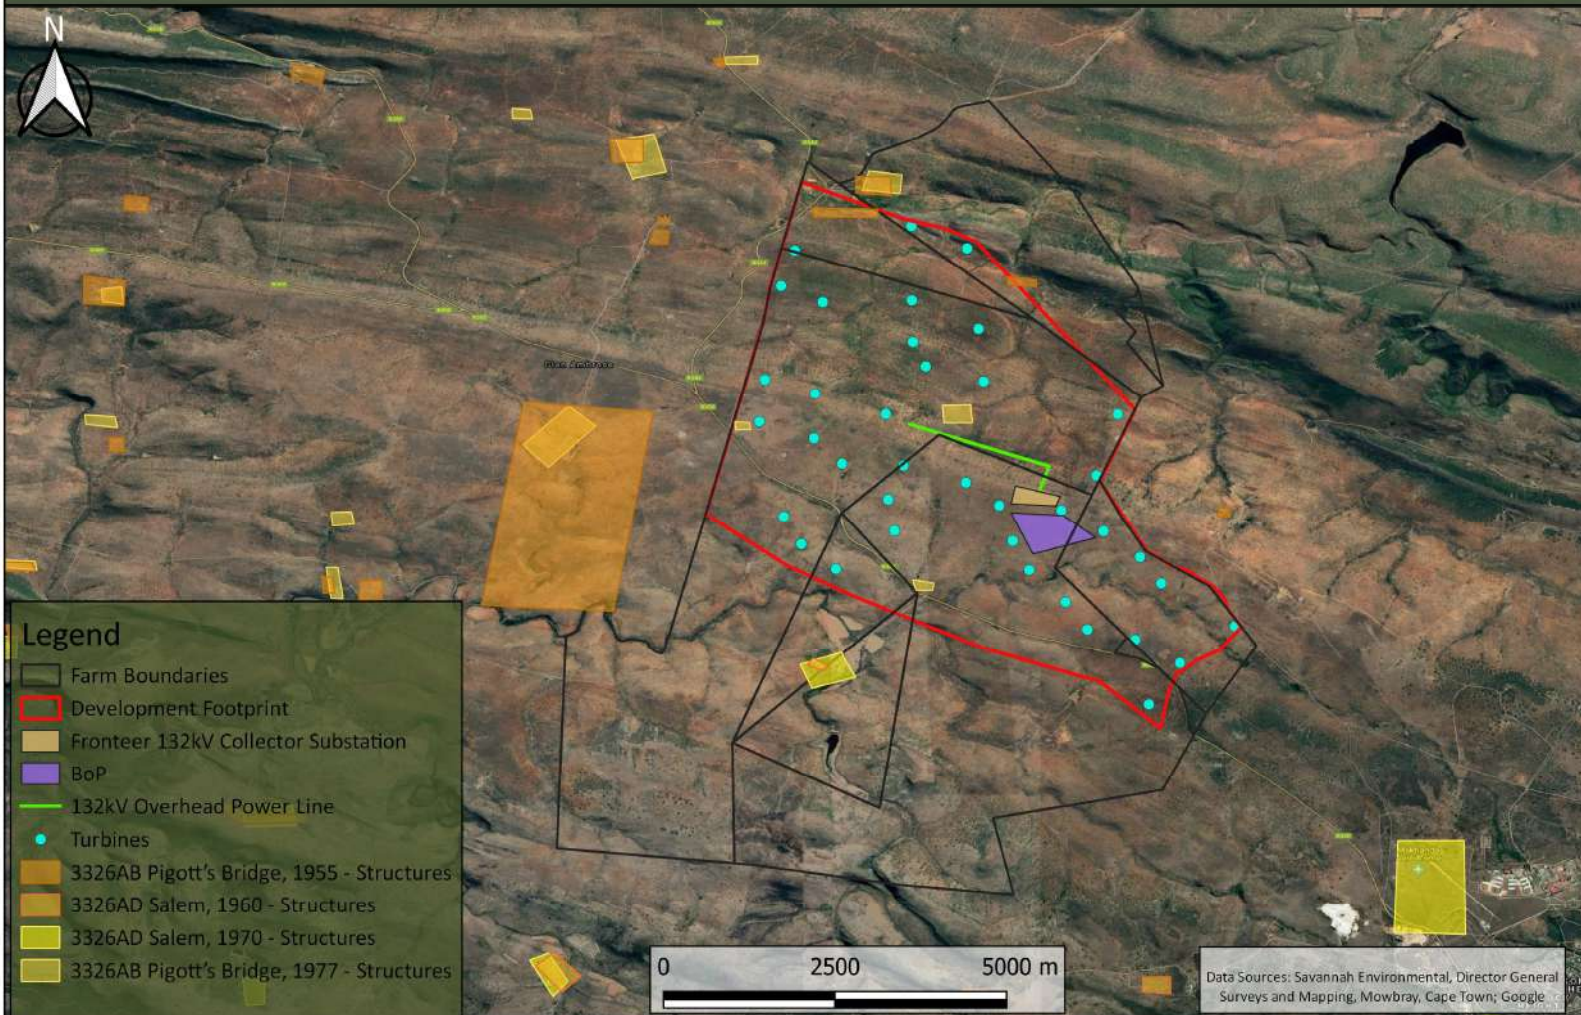 N
Glen Ambrose
Legend
Farm Boundaries
Development Footprint
Fronteer 132kV Collector Substation
BoP
132kV Overhead Power Line
Turbines
3326AB Pigott's Bridge, 1955 - Structures
3326AD Salem, 1960 - Structures
3326AD Salem, 1970 - Structures
3326AB Pigott's Bridge, 1977 - Structures
0 2500 5000 m
Data Sources: Savannah Environmental, Director General
Surveys and Mapping, Mowbray, Cape Town; Google